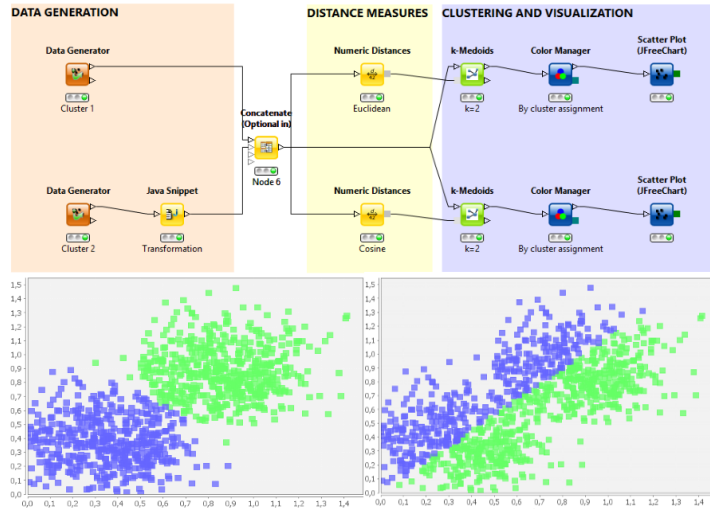 DATA GENERATION
DISTANCE MEASURES
CLUSTERING AND VISUALIZATION
Data Generator
Cluster 1
Concatenate
(Optional in)
Node 6
Numeric Distances
Euclidean
k-Medoids
k=2
Color Manager
By cluster assignment
Scatter Plot
(JFreeChart)
Data Generator
Cluster 2
Java Snippet
Transformation
Numeric Distances
Cosine
k-Medoids
k=2
Color Manager
By cluster assignment
Scatter Plot
(JFreeChart)
1,5
1,4
1,3
1,2
1,1
1,0
0,9
0,8
0,7
0,6
0,5
0,4
0,3
0,2
0,1
0,0 0,1 0,2 0,3 0,4 0,5 0,6 0,7 0,8 0,9 1,0 1,1 1,2 1,3 1,4
1,5
1,4
1,3
1,2
1,1
1,0
0,9
0,8
0,7
0,6
0,5
0,4
0,3
0,2
0,1
0,0
0,0 0,1 0,2 0,3 0,4 0,5 0,6 0,7 0,8 0,9 1,0 1,1 1,2 1,3 1,4